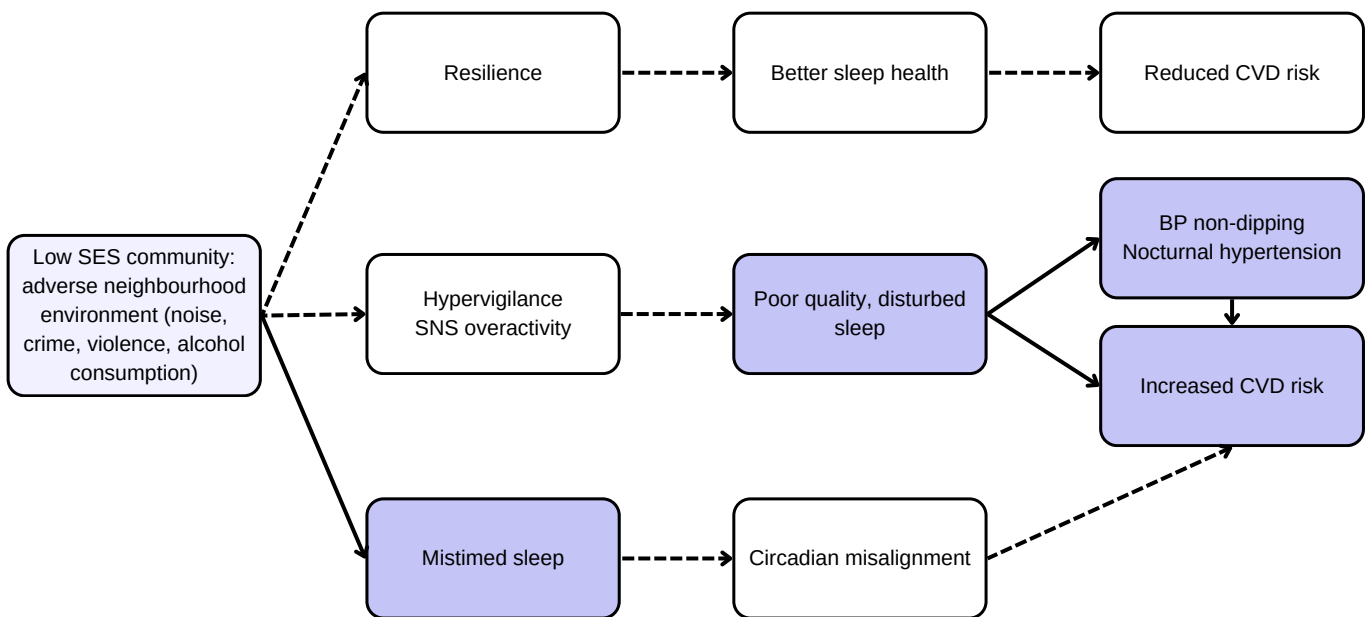 Resilience
Better sleep health
Reduced CVD risk
Low SES community:
adverse neighbourhood
environment (noise,
crime, violence, alcohol
consumption)
Hypervigilance
SNS overactivity
Poor quality, disturbed
sleep
BP non-dipping
Nocturnal hypertension
Increased CVD risk
Mistimed sleep
Circadian misalignment